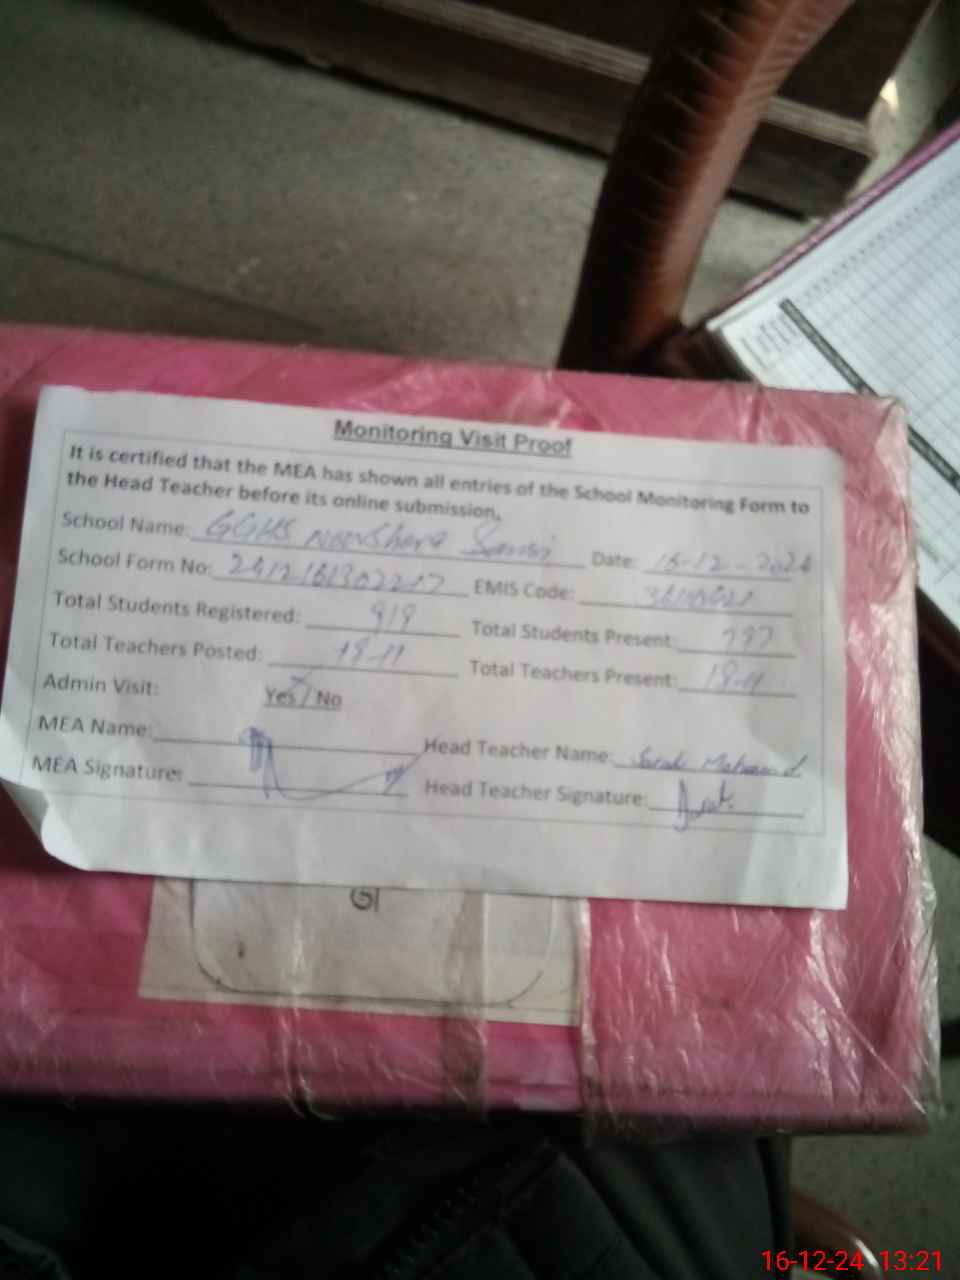 Monitoring Visit Proof
It is certified that the MEA has shown all entries of the School Monitoring Form to
the Head Teacher before its online submission.
School Name: GGHS Date: 16-12-2024
School Form No: EMIS Code:
Total Students Registered: 919 Total Students Present: 797
Total Teachers Posted: 19-11 Total Teachers Present: 19-11
Admin Visit: Yes / No
MEA Name: Head Teacher Name:
MEA Signature: Head Teacher Signature:
16-12-24 13:21